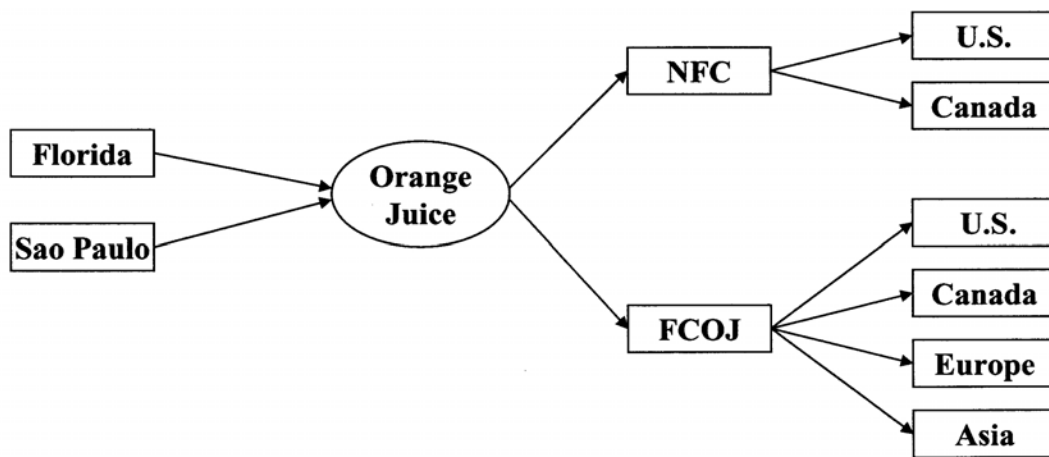 Florida
Sao Paulo
Orange
Juice
NFC
U.S.
Canada
FCOJ
U.S.
Canada
Europe
Asia